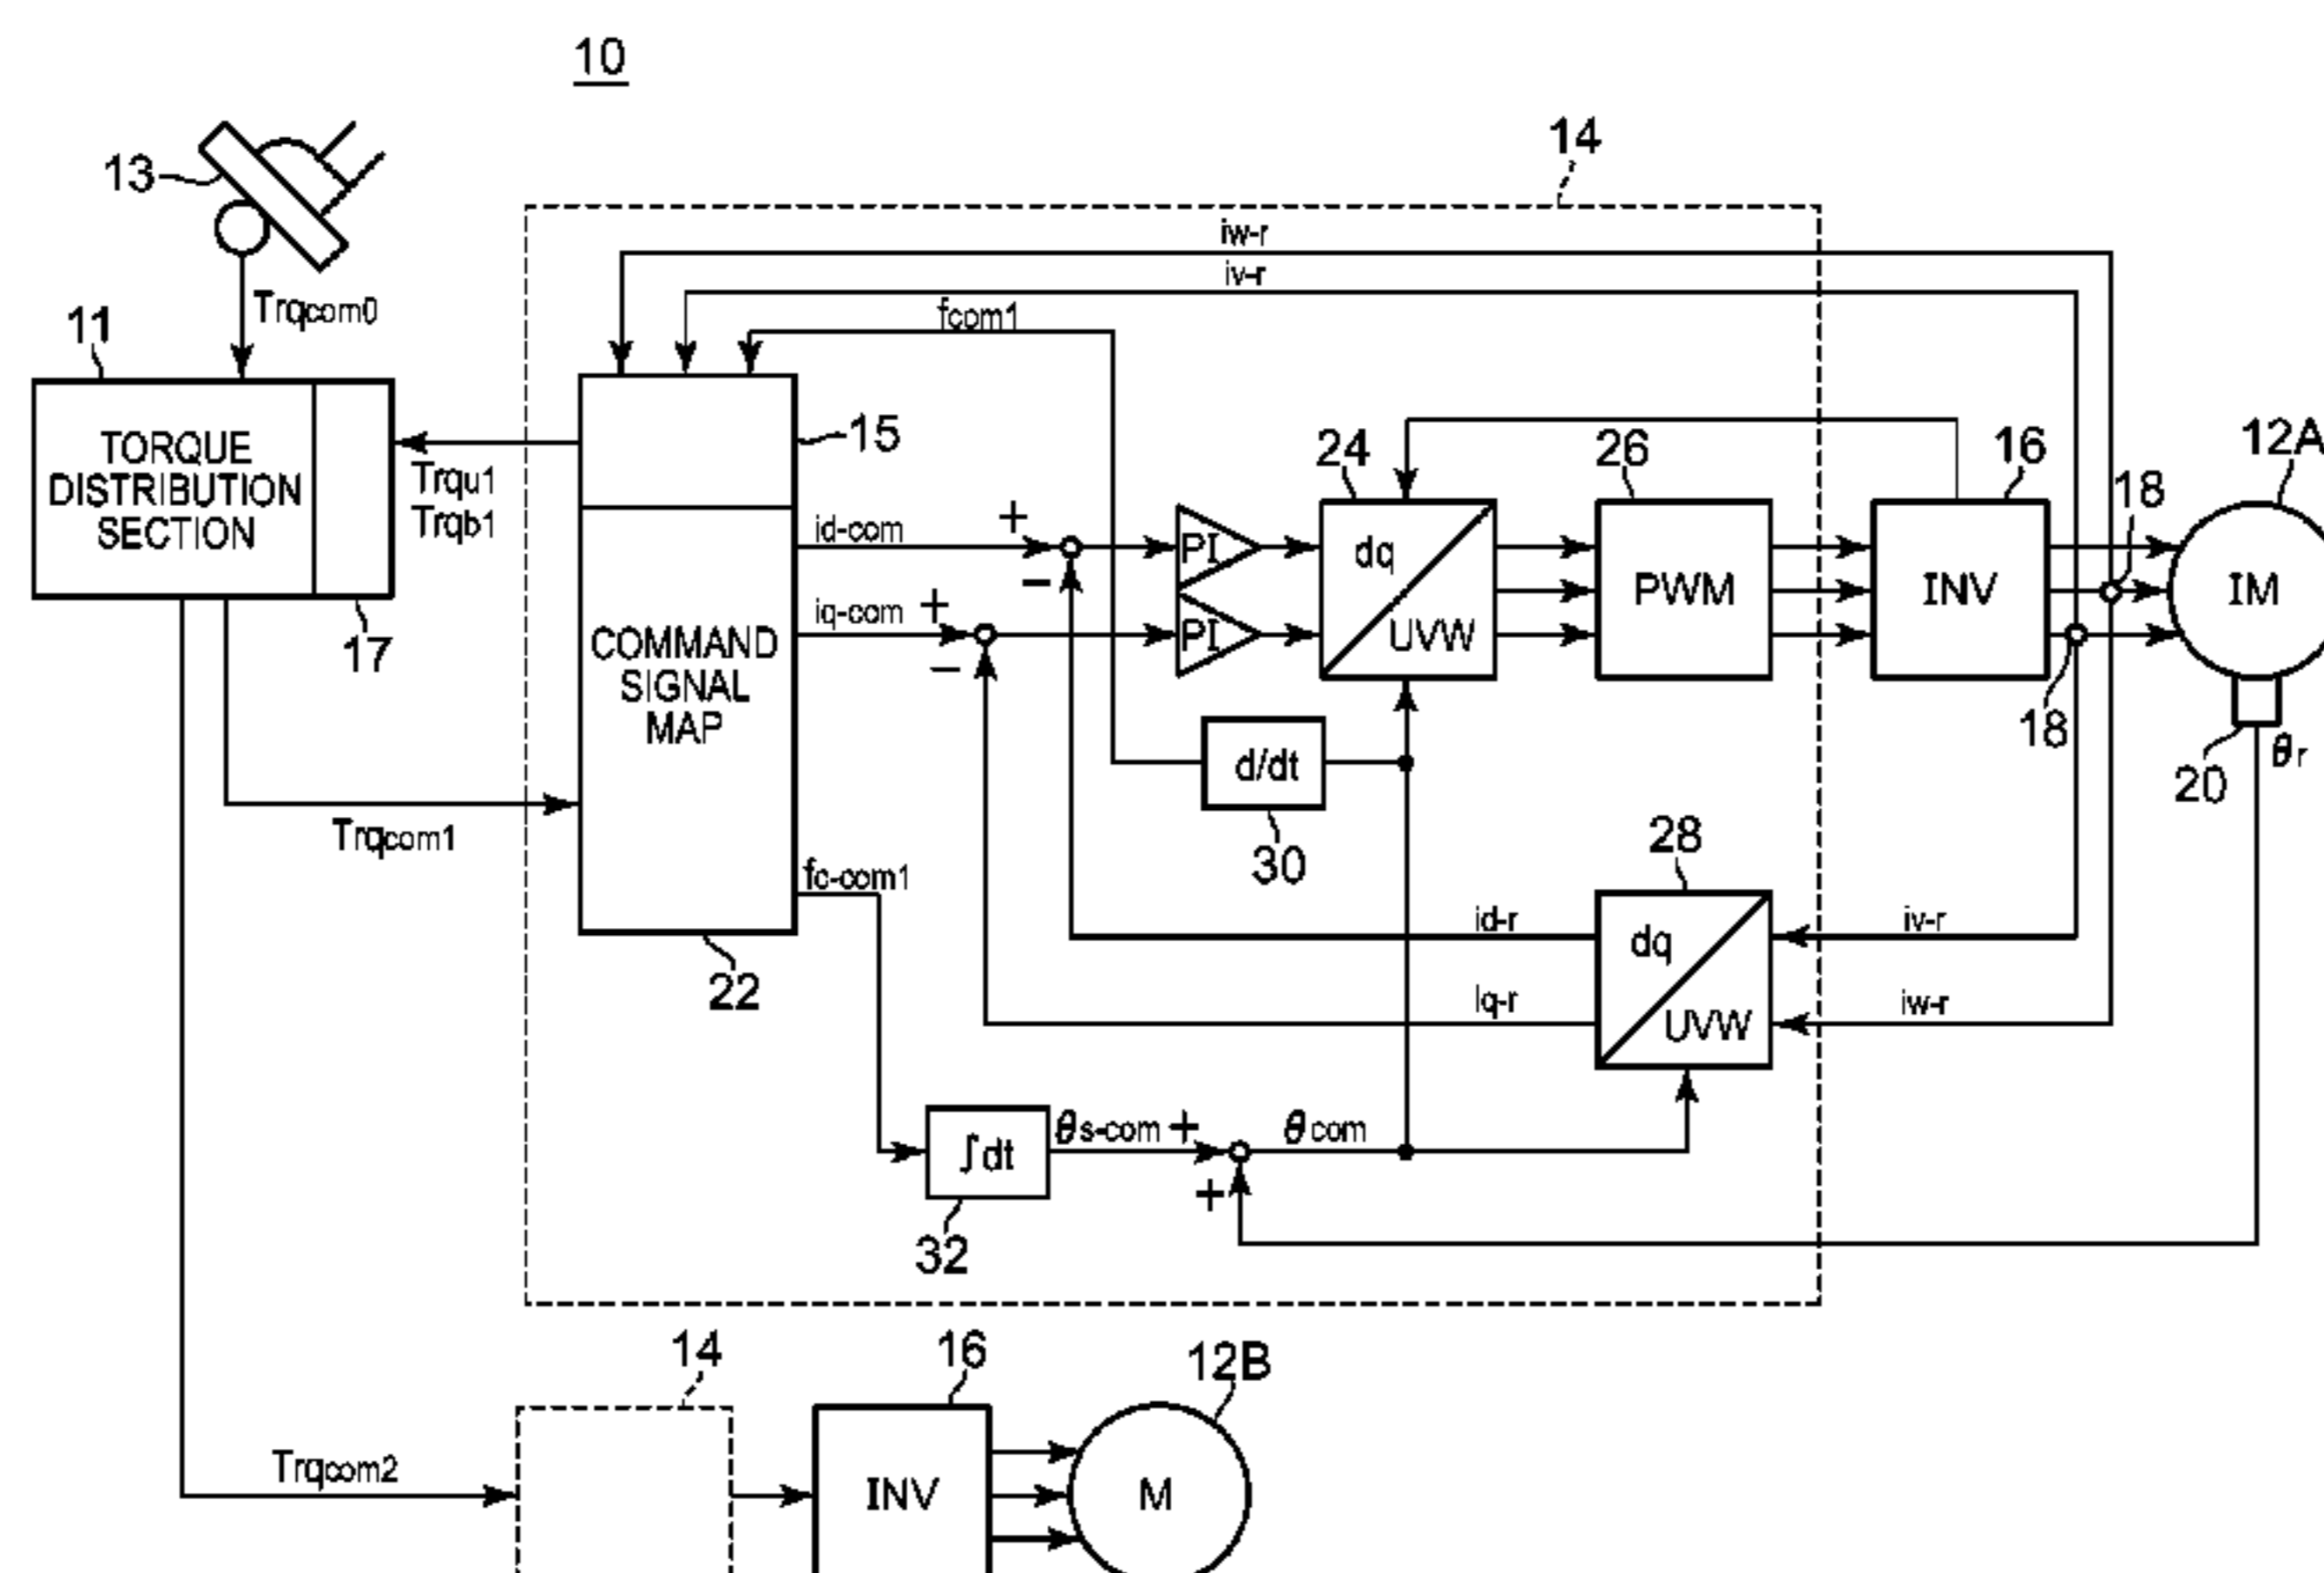 10
14
13
iw-r
iv-r
Trqcom0
fcom1
11
15
24
26
16
12A
TORQUE
DISTRIBUTION
SECTION
Trqu1
Trqb1
18
id-com
+
−
PI
dq
UVW
PWM
INV
IM
iq-com
+
−
PI
17
COMMAND
SIGNAL
MAP
18
20
θr
d/dt
30
Trqcom1
28
fc-com1
id-r
dq
UVW
iv-r
22
Iq-r
iw-r
∫dt
θs-com
+
θcom
+
32
14
16
12B
Trqcom2
INV
M